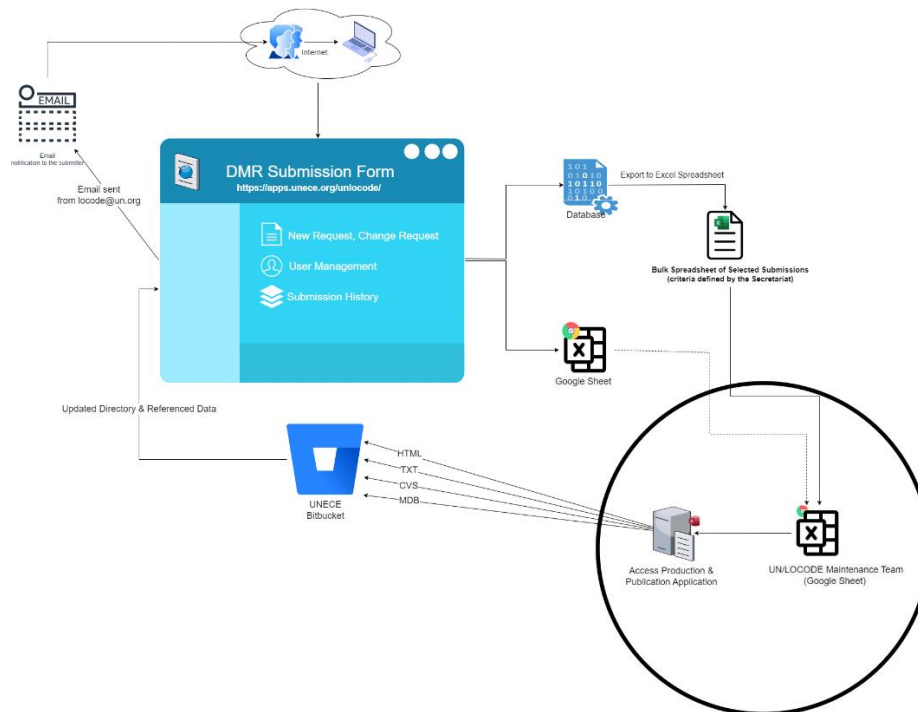 Internet
EMAIL
Email
notification to the submitter
Email sent
from locode@un.org
DMR Submission Form
https://apps.unece.org/unlocode/
New Request, Change Request
User Management
Submission History
Database
Export to Excel Spreadsheet
Bulk Spreadsheet of Selected Submissions
(criteria defined by the Secretariat)
Google Sheet
Updated Directory & Referenced Data
UNECE
Bitbucket
HTML
TXT
CVS
MDB
Access Production &
Publication Application
UN/LOCODE Maintenance Team
(Google Sheet)